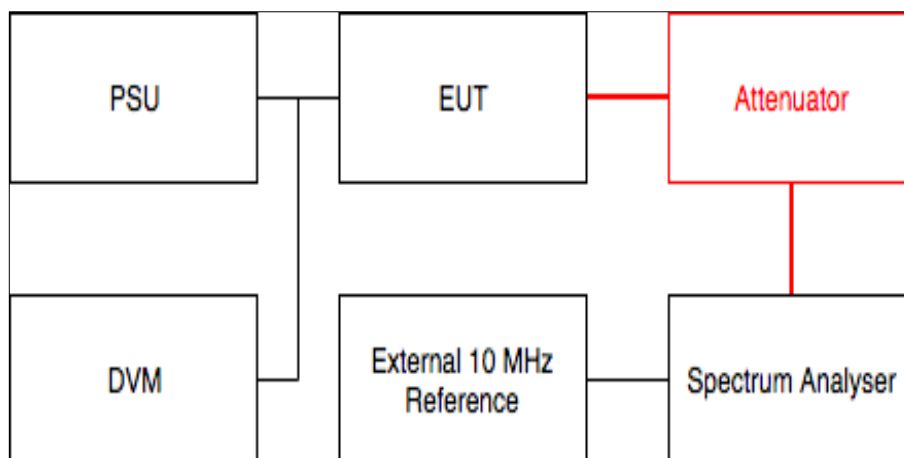 PSU
EUT
Attenuator
DVM
External 10 MHz
Reference
Spectrum Analyser